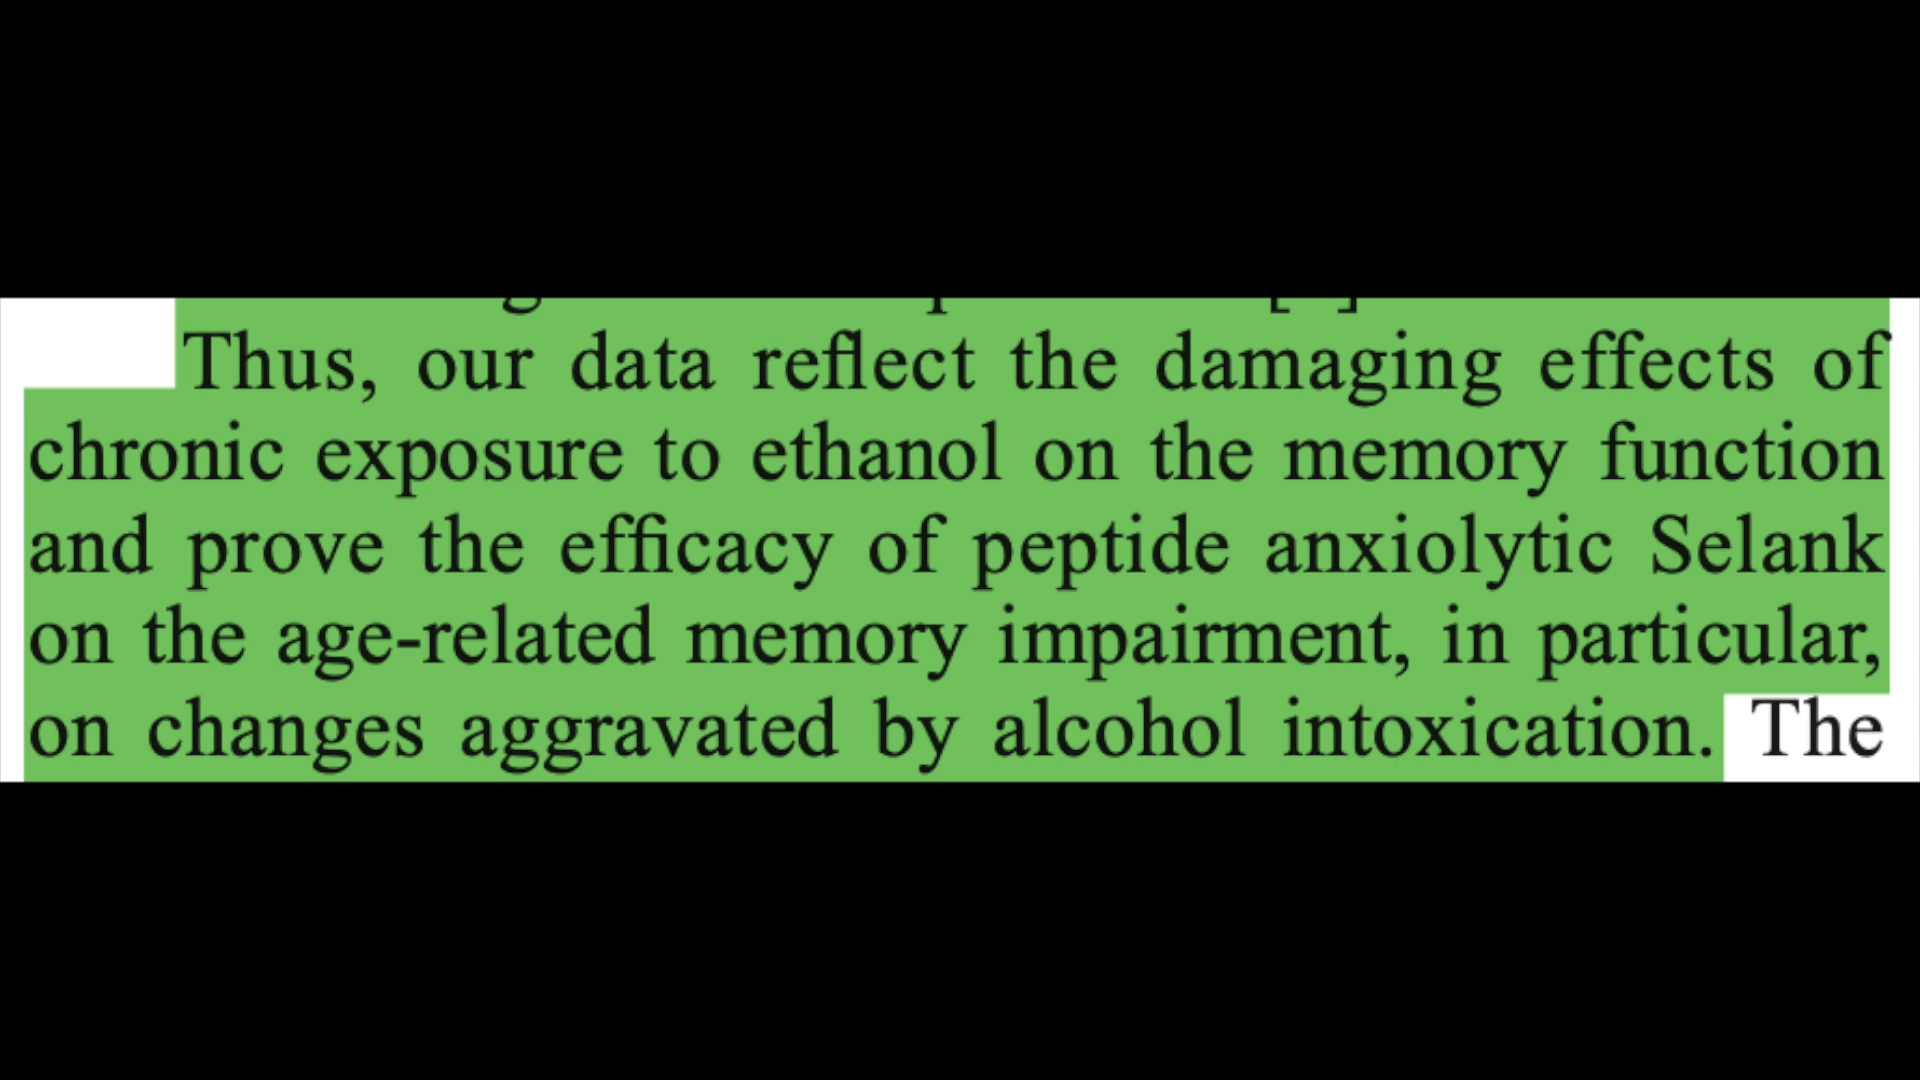 Thus, our data reflect the damaging effects of
chronic exposure to ethanol on the memory function
and prove the efficacy of peptide anxiolytic Selank
on the age-related memory impairment, in particular,
on changes aggravated by alcohol intoxication. The